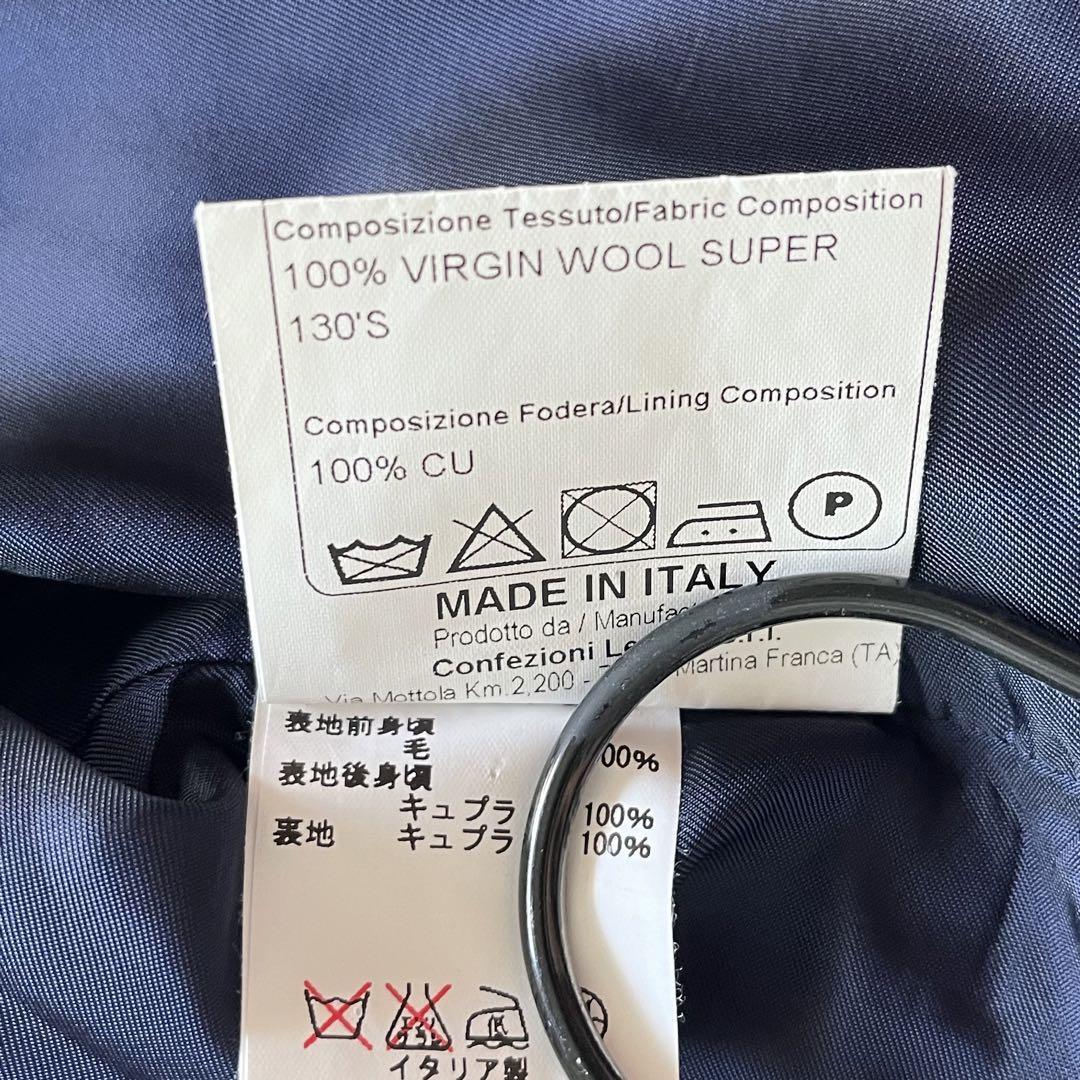 Composizione Tessuto/Fabric Composition
100% VIRGIN WOOL SUPER
130'S
Composizione Fodera/Lining Composition
100% CU
P
MADE IN ITALY
Prodotto da /
Confezioni
Martina Franca (TA)
Via Mottola Km.2,200 -
表地前身頃
毛 00%
表地後身頃
キュプラ 100%
裏地 キュプラ 100%
イタリア製